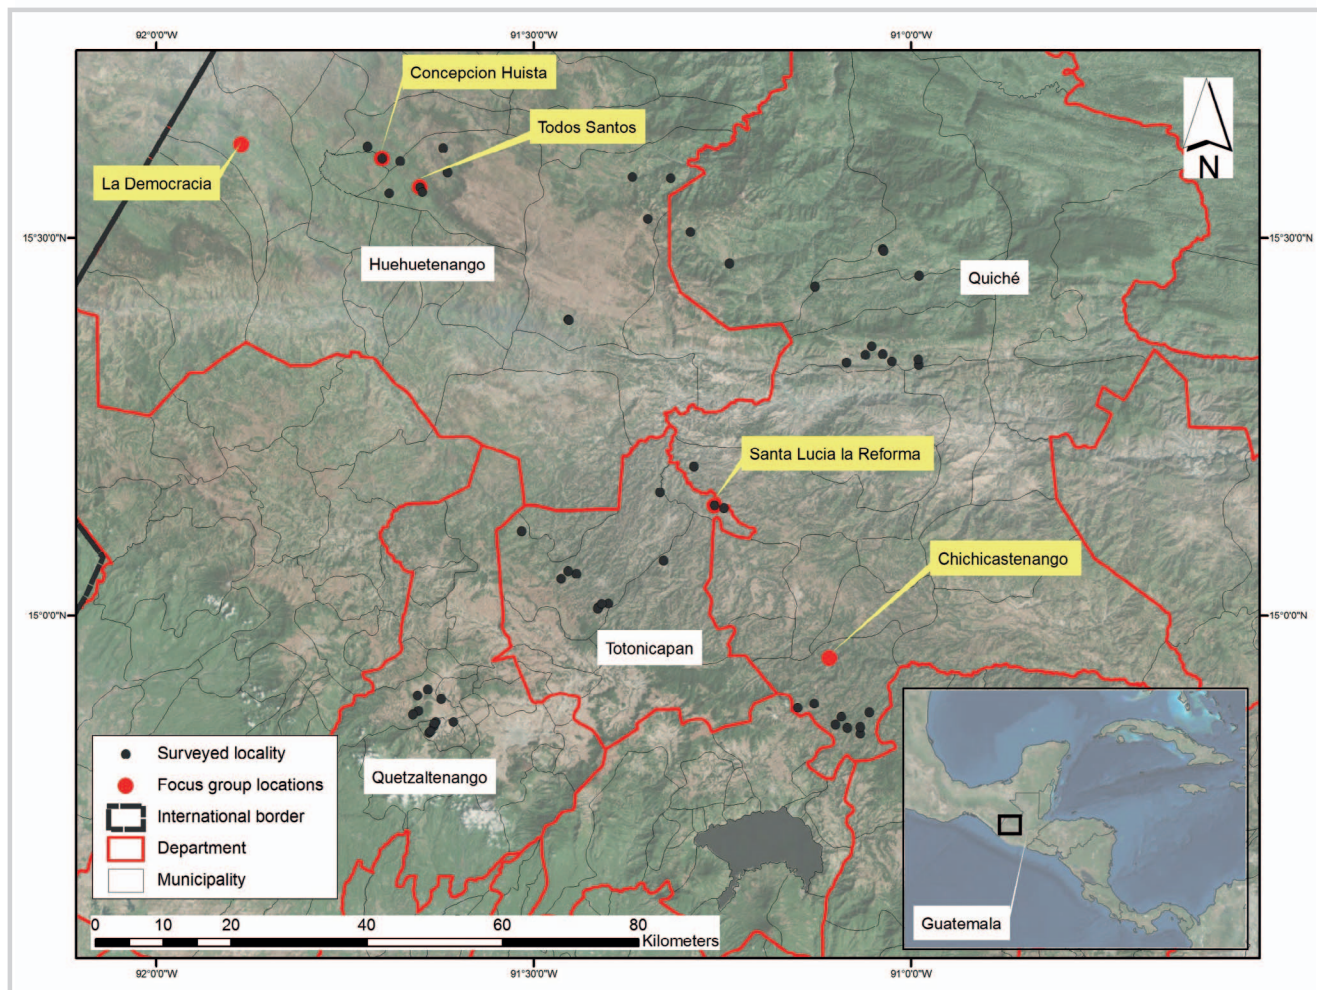 92°0'0"W
91°30'0"W
91°0'0"W
Concepcion Huista
Todos Santos
La Democracia
N
15°30'0"N
15°30'0"N
Huehuetenango
Quiché
Santa Lucia la Reforma
Chichicastenango
15°0'0"N
15°0'0"N
Totonicapan
Quetzaltenango
Surveyed locality
Focus group locations
International border
Department
Municipality
Guatemala
0 10 20 40 60 80
Kilometers
92°0'0"W
91°30'0"W
91°0'0"W